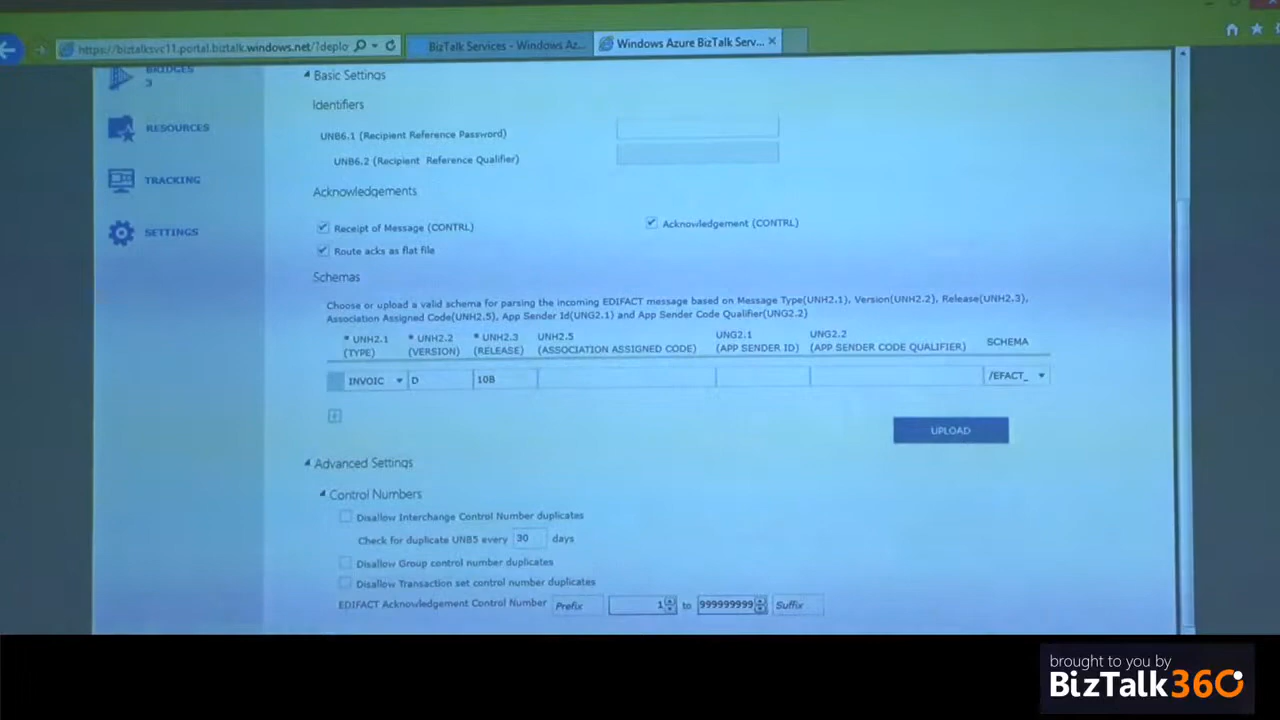 https://biztalksvc11.portal.biztalk.windows.net/?deplo
BizTalk Services - Windows Az...
Windows Azure BizTalk Serv...
BRIDGES
3
RESOURCES
TRACKING
SETTINGS
Basic Settings
Identifiers
UNB6.1 (Recipient Reference Password)
UNB6.2 (Recipient Reference Qualifier)
Acknowledgements
Receipt of Message (CONTRL)
Acknowledgement (CONTRL)
Route acks as flat file
Schemas
Choose or upload a valid schema for parsing the incoming EDIFACT message based on Message Type(UNH2.1), Version(UNH2.2), Release(UNH2.3),
Association Assigned Code(UNH2.5), App Sender Id(UNG2.1) and App Sender Code Qualifier(UNG2.2)
* UNH2.1 (TYPE)
* UNH2.2 (VERSION)
* UNH2.3 (RELEASE)
UNH2.5 (ASSOCIATION ASSIGNED CODE)
UNG2.1 (APP SENDER ID)
UNG2.2 (APP SENDER CODE QUALIFIER)
SCHEMA
INVOIC D 10B /EFACT_
UPLOAD
Advanced Settings
Control Numbers
Disallow Interchange Control Number duplicates
Check for duplicate UNB5 every 30 days
Disallow Group control number duplicates
Disallow Transaction set control number duplicates
EDIFACT Acknowledgement Control Number Prefix 1 to 999999999 Suffix
brought to you by
BizTalk360